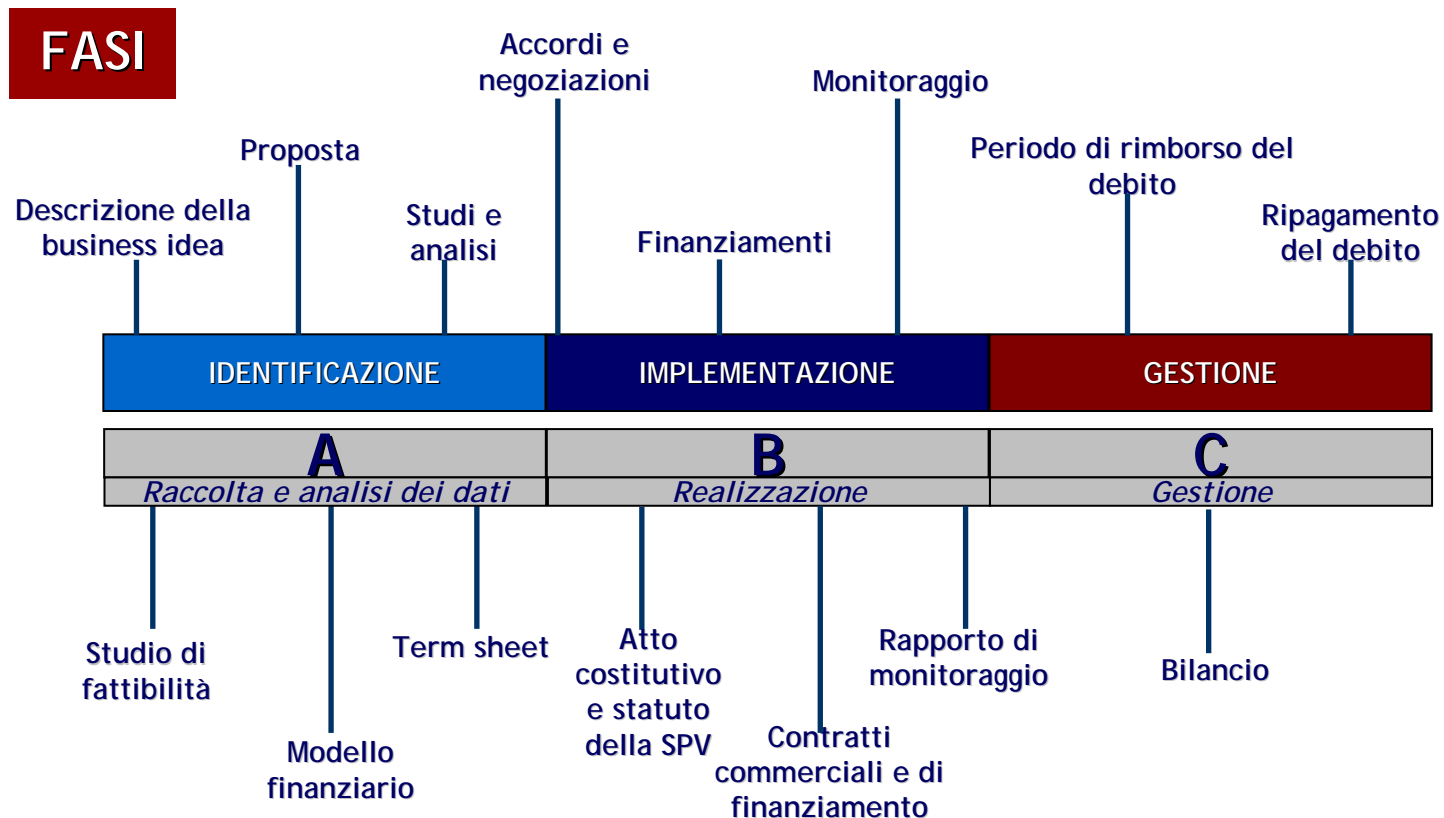 FASI
Accordi e
negoziazioni
Monitoraggio
Proposta
Periodo di rimborso del
debito
Descrizione della
business idea
Studi e
analisi
Finanziamenti
Ripagamento
del debito
IDENTIFICAZIONE
IMPLEMENTAZIONE
GESTIONE
A
B
C
Raccolta e analisi dei dati
Realizzazione
Gestione
Studio di
fattibilità
Modello
finanziario
Term sheet
Atto
costitutivo
e statuto
della SPV
Contratti
commerciali e di
finanziamento
Rapporto di
monitoraggio
Bilancio